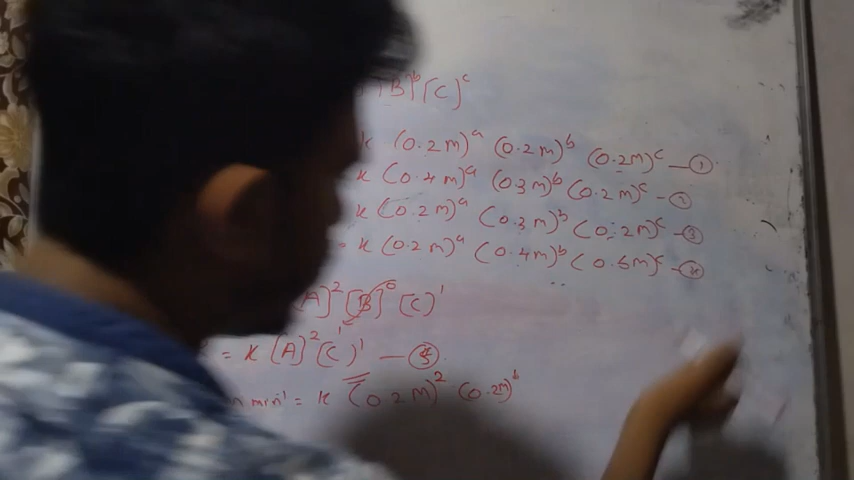 [B]ᵇ [C]ᶜ
K (0.2M)ᵃ (0.2M)ᵇ (0.2M)ᶜ — ①
K (0.4M)ᵃ (0.3M)ᵇ (0.2M)ᶜ — ②
K (0.2M)ᵃ (0.3M)ᵇ (0.2M)ᶜ — ③
= K (0.2M)ᵃ (0.4M)ᵇ (0.6M)ᶜ — ④
[A]² [B]⁰ [C]¹
= K [A]² [C]¹ — ⑤
min⁻¹ = K (0.2M)² (0.2M)